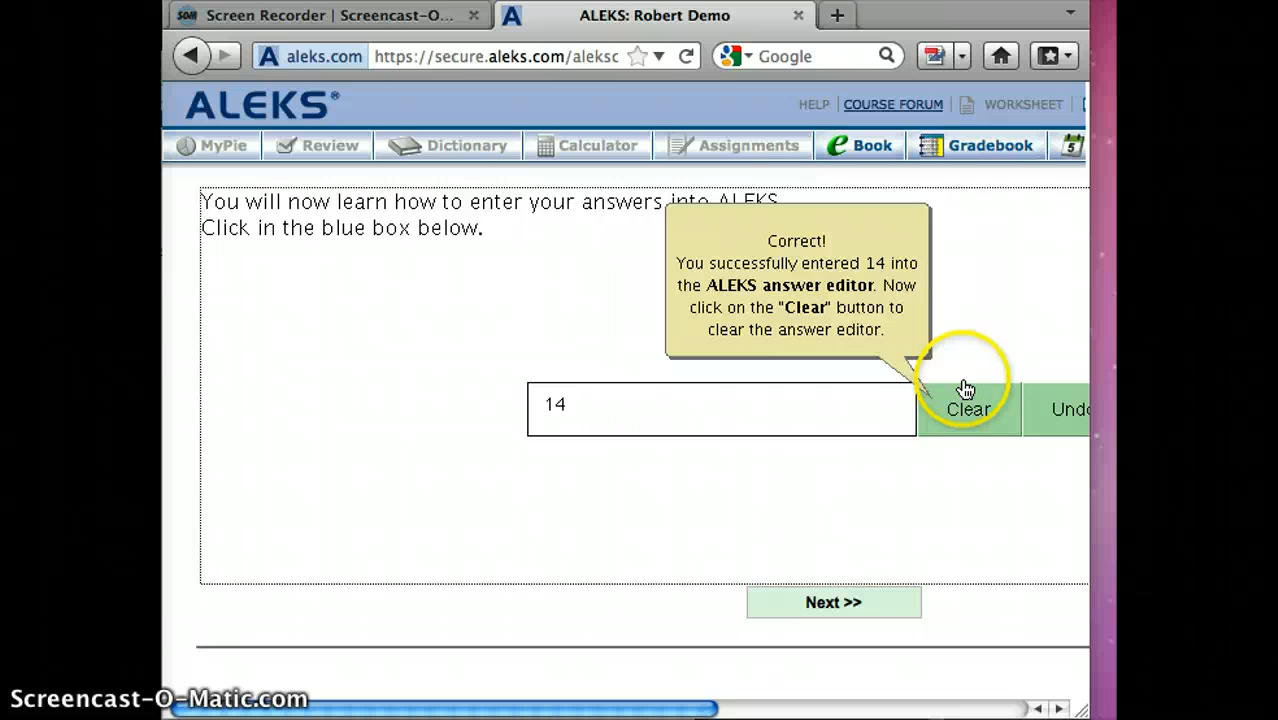 Screen Recorder | Screencast-O...
ALEKS: Robert Demo
aleks.com
https://secure.aleks.com/aleksc
Google
ALEKS®
HELP
COURSE FORUM
WORKSHEET
MyPie
Review
Dictionary
Calculator
Assignments
Book
Gradebook
5
You will now learn how to enter your answers into ALEKS.
Click in the blue box below.
Correct!
You successfully entered 14 into
the ALEKS answer editor. Now
click on the "Clear" button to
clear the answer editor.
14
Clear
Undo
Next >>
Screencast-O-Matic.com